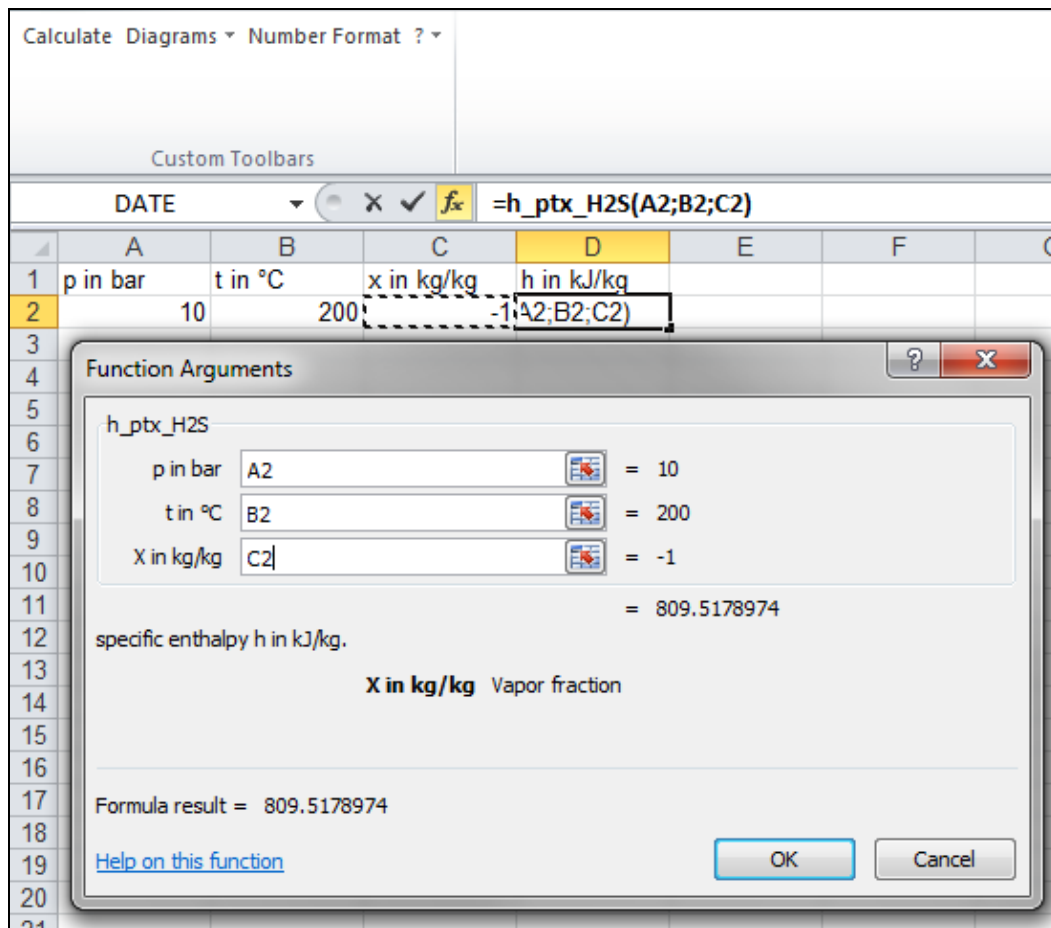 Calculate Diagrams Number Format ?
Custom Toolbars
DATE fx =h_ptx_H2S(A2;B2;C2)
A B C D E F
1 p in bar t in °C x in kg/kg h in kJ/kg
2 10 200 -1 A2;B2;C2)
3
4 Function Arguments ? X
5
6 h_ptx_H2S
7 p in bar A2 = 10
8 t in °C B2 = 200
9
10 X in kg/kg C2 = -1
11 = 809.5178974
12 specific enthalpy h in kJ/kg.
13
14 X in kg/kg Vapor fraction
15
16
17 Formula result = 809.5178974
18
19 Help on this function OK Cancel
20
21